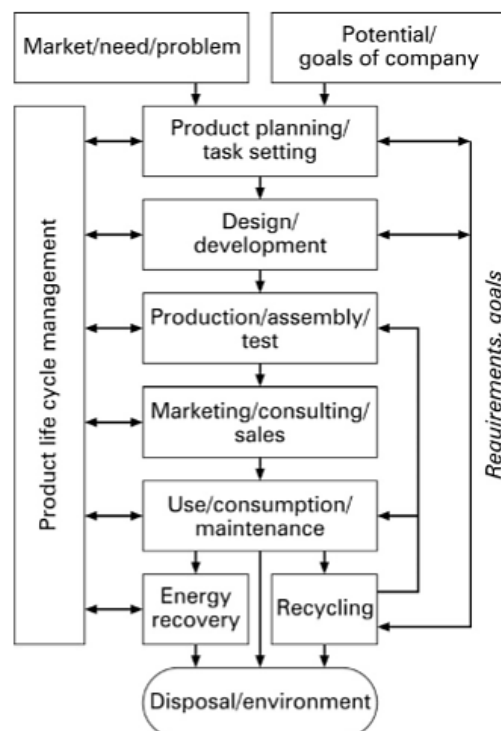 Market/need/problem
Potential/
goals of company
Product planning/
task setting
Design/
development
Production/assembly/
test
Marketing/consulting/
sales
Use/consumption/
maintenance
Energy
recovery
Recycling
Disposal/environment
Product life cycle management
Requirements, goals